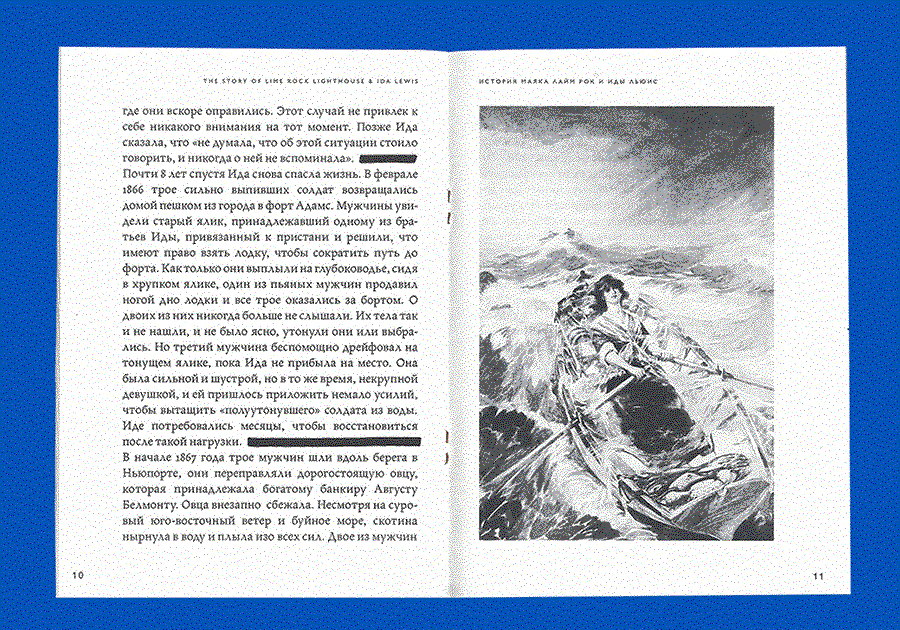 THE STORY OF LIME ROCK LIGHTHOUSE & IDA LEWIS
где они вскоре оправились. Этот случай не привлек к
себе никакого внимания на тот момент. Позже Ида
сказала, что «не думала, что об этой ситуации стоило
говорить, и никогда о ней не вспоминала».
Почти 8 лет спустя Ида снова спасла жизнь. В феврале
1866 трое сильно выпивших солдат возвращались
домой пешком из города в форт Адамс. Мужчины уви-
дели старый ялик, принадлежавший одному из бра-
тьев Иды, привязанный к пристани и решили, что
имеют право взять лодку, чтобы сократить путь до
форта. Как только они выплыли на глубоководье, сидя
в хрупком ялике, один из пьяных мужчин продавил
ногой дно лодки и все трое оказались за бортом. О
двоих из них никогда больше не слышали. Их тела так
и не нашли, и не было ясно, утонули они или выбра-
лись. Но третий мужчина беспомощно дрейфовал на
тонущем ялике, пока Ида не прибыла на место. Она
была сильной и шустрой, но в то же время, некрупной
девушкой, и ей пришлось приложить немало усилий,
чтобы вытащить «полуутонувшего» солдата из воды.
Иде потребовались месяцы, чтобы восстановиться
после такой нагрузки.
В начале 1867 года трое мужчин шли вдоль берега в
Ньюпорте, они переправляли дорогостоящую овцу,
которая принадлежала богатому банкиру Августу
Белмонту. Овца внезапно сбежала. Несмотря на суро-
вый юго-восточный ветер и буйное море, скотина
нырнула в воду и плыла изо всех сил. Двое из мужчин
10
ИСТОРИЯ МАЯКА ЛАЙМ РОК И ИДЫ ЛЬЮИС
11